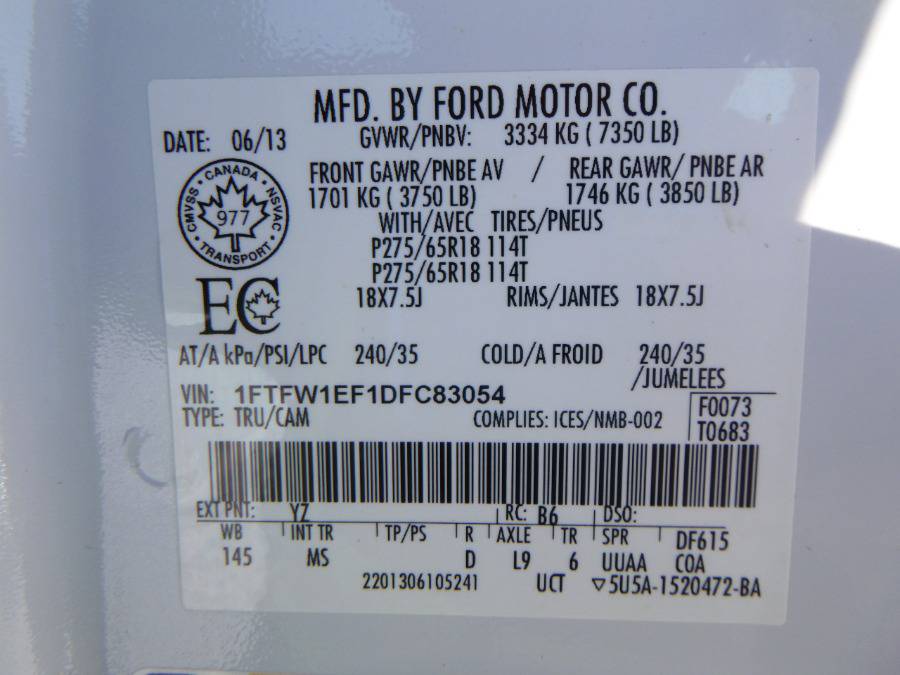 MFD. BY FORD MOTOR CO.
DATE: 06/13 GVWR/PNBV: 3334 KG ( 7350 LB)
FRONT GAWR/PNBE AV / REAR GAWR/ PNBE AR
1701 KG ( 3750 LB) 1746 KG ( 3850 LB)
WITH/AVEC TIRES/PNEUS
P275/65R18 114T
P275/65R18 114T
18X7.5J RIMS/JANTES 18X7.5J
CANADA
CMVSS NSVAC
977
TRANSPORT
EC
AT/A kPa/PSI/LPC 240/35 COLD/A FROID 240/35
/JUMELEES
VIN: 1FTFW1EF1DFC83054
TYPE: TRU/CAM COMPLIES: ICES/NMB-002
F0073
T0683
EXT PNT: YZ RC: B6 DSO:
WB INT TR TP/PS R AXLE TR SPR DF615
145 MS D L9 6 UUAA COA
2201306105241 UCT ▽5U5A-1520472-BA